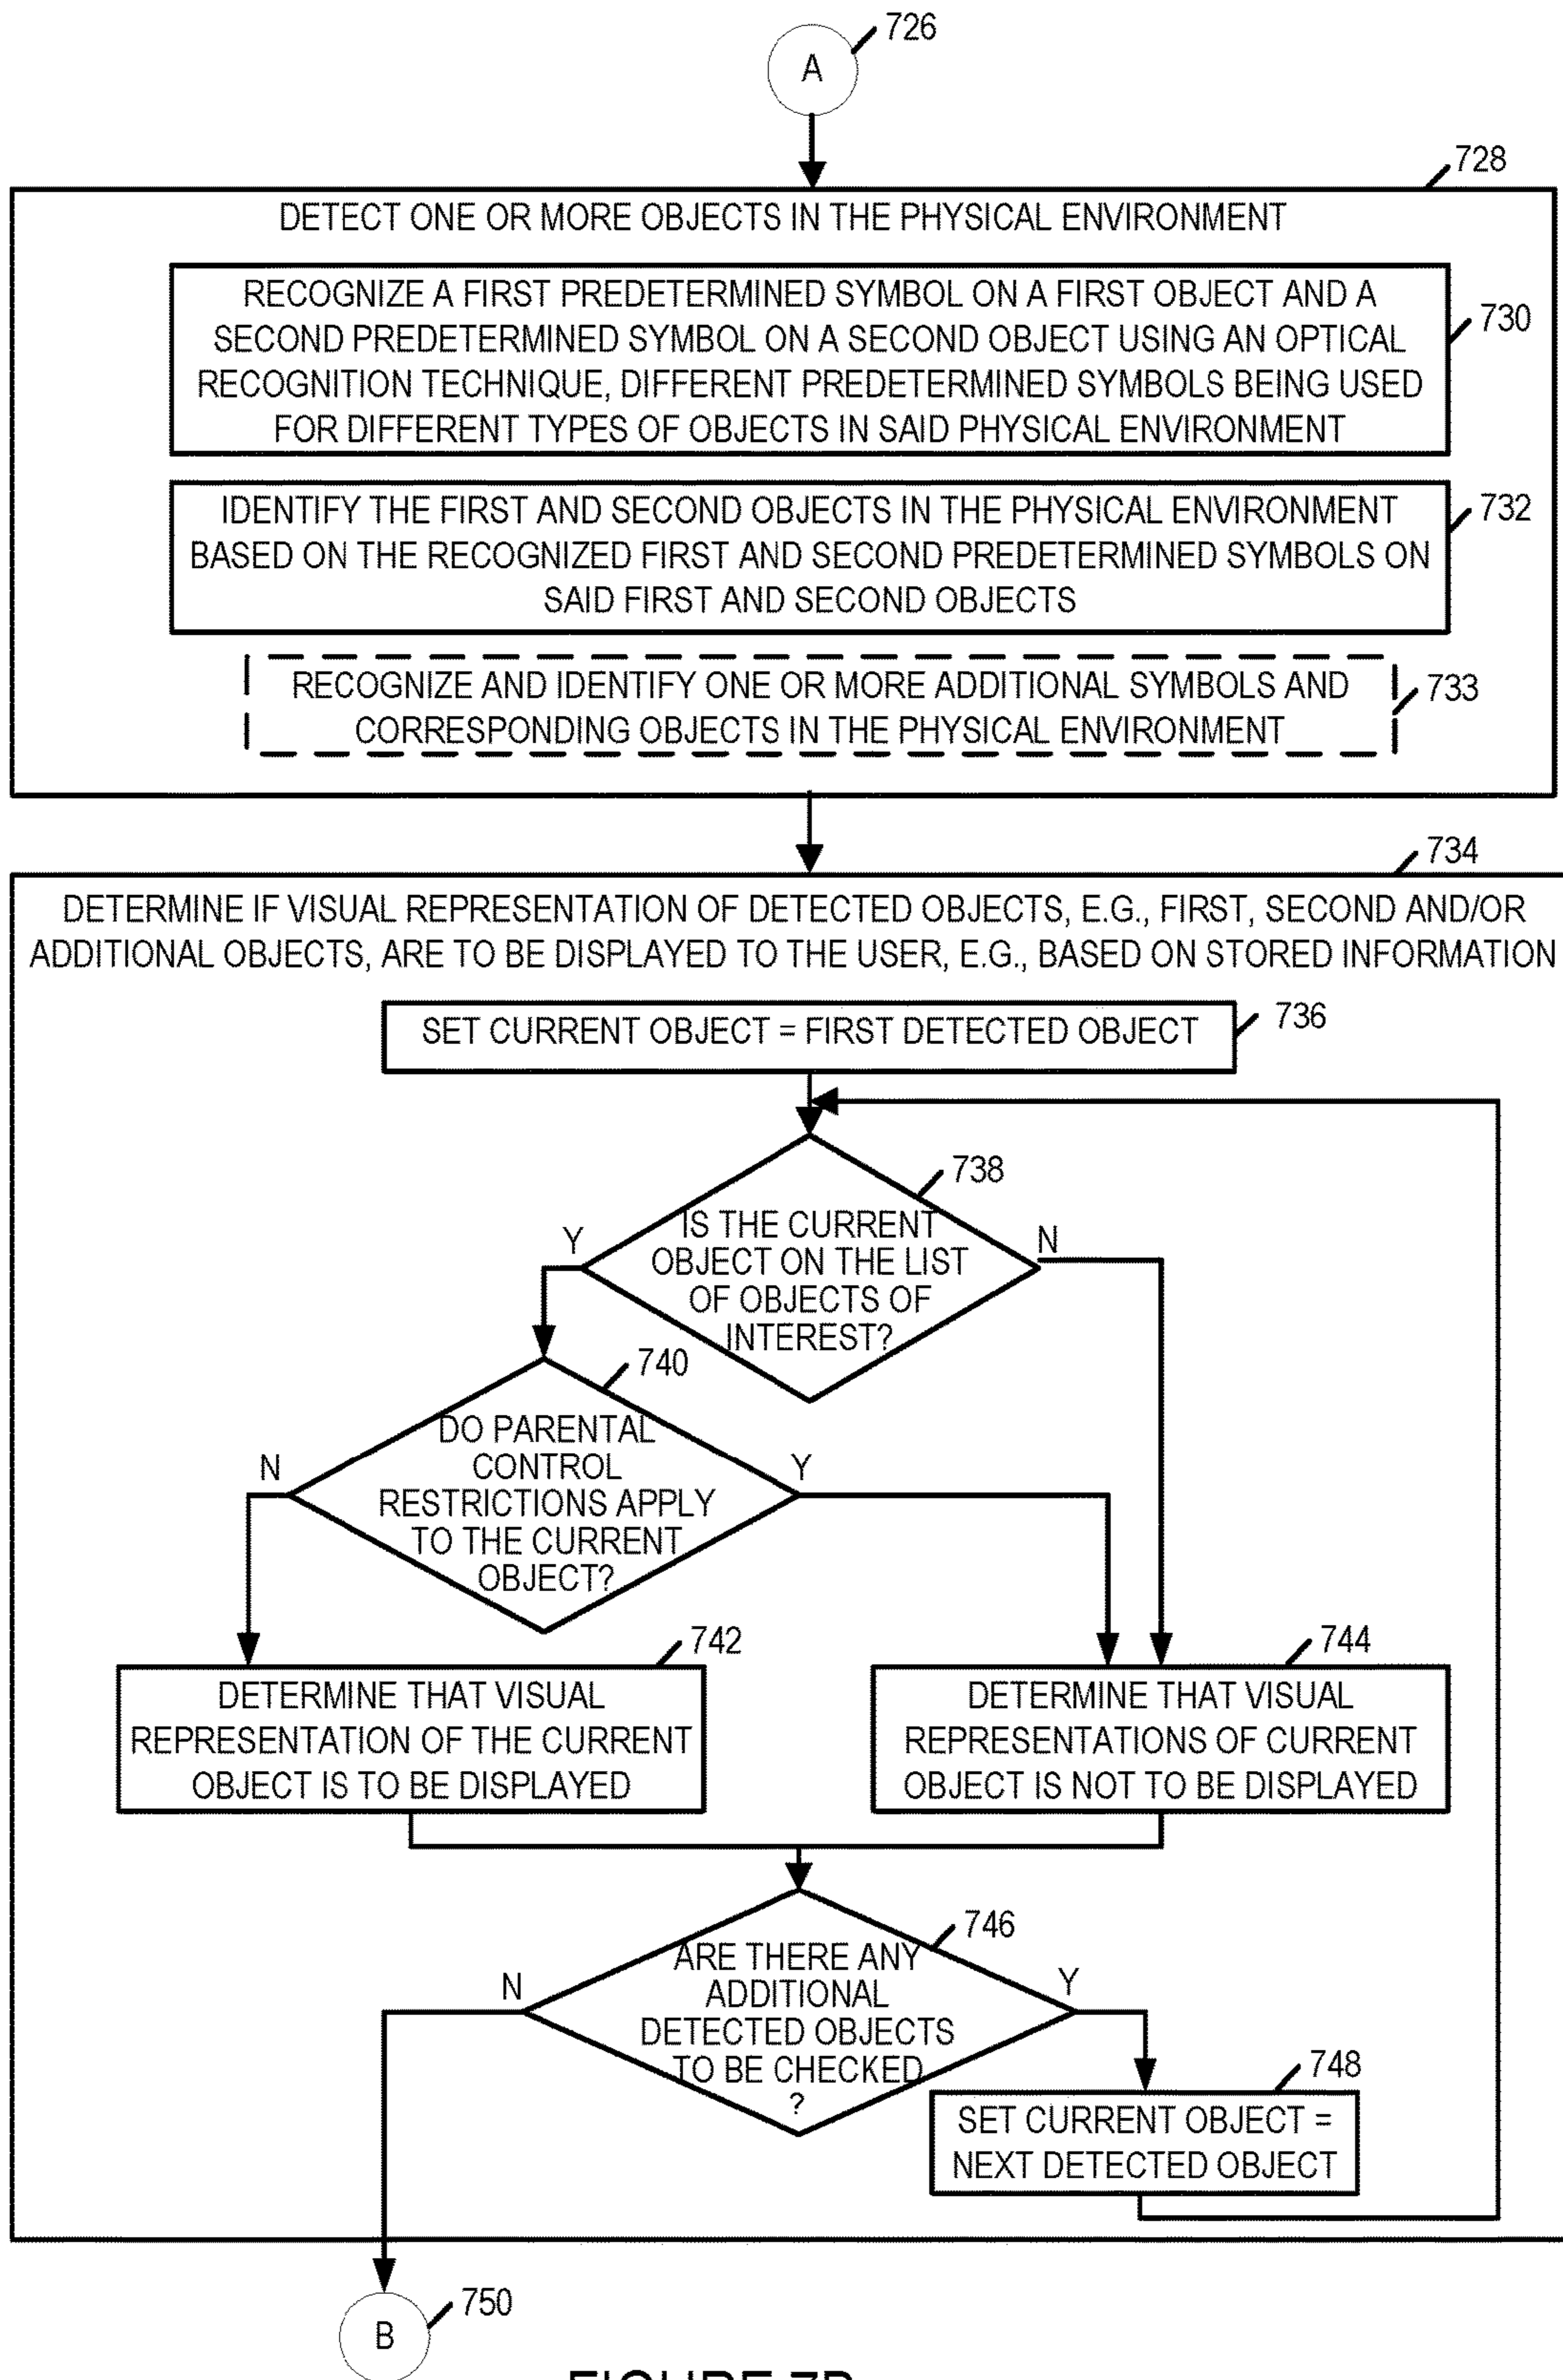 726
A
728
DETECT ONE OR MORE OBJECTS IN THE PHYSICAL ENVIRONMENT
RECOGNIZE A FIRST PREDETERMINED SYMBOL ON A FIRST OBJECT AND A
SECOND PREDETERMINED SYMBOL ON A SECOND OBJECT USING AN OPTICAL
RECOGNITION TECHNIQUE, DIFFERENT PREDETERMINED SYMBOLS BEING USED
FOR DIFFERENT TYPES OF OBJECTS IN SAID PHYSICAL ENVIRONMENT
730
IDENTIFY THE FIRST AND SECOND OBJECTS IN THE PHYSICAL ENVIRONMENT
BASED ON THE RECOGNIZED FIRST AND SECOND PREDETERMINED SYMBOLS ON
SAID FIRST AND SECOND OBJECTS
732
RECOGNIZE AND IDENTIFY ONE OR MORE ADDITIONAL SYMBOLS AND
CORRESPONDING OBJECTS IN THE PHYSICAL ENVIRONMENT
733
734
DETERMINE IF VISUAL REPRESENTATION OF DETECTED OBJECTS, E.G., FIRST, SECOND AND/OR
ADDITIONAL OBJECTS, ARE TO BE DISPLAYED TO THE USER, E.G., BASED ON STORED INFORMATION
SET CURRENT OBJECT = FIRST DETECTED OBJECT
736
738
IS THE CURRENT
OBJECT ON THE LIST
OF OBJECTS OF
INTEREST?
Y
N
740
DO PARENTAL
CONTROL
RESTRICTIONS APPLY
TO THE CURRENT
OBJECT?
N
Y
742
DETERMINE THAT VISUAL
REPRESENTATION OF THE CURRENT
OBJECT IS TO BE DISPLAYED
744
DETERMINE THAT VISUAL
REPRESENTATIONS OF CURRENT
OBJECT IS NOT TO BE DISPLAYED
746
ARE THERE ANY
ADDITIONAL
DETECTED OBJECTS
TO BE CHECKED
?
N
Y
748
SET CURRENT OBJECT =
NEXT DETECTED OBJECT
750
B
FIGURE 7B